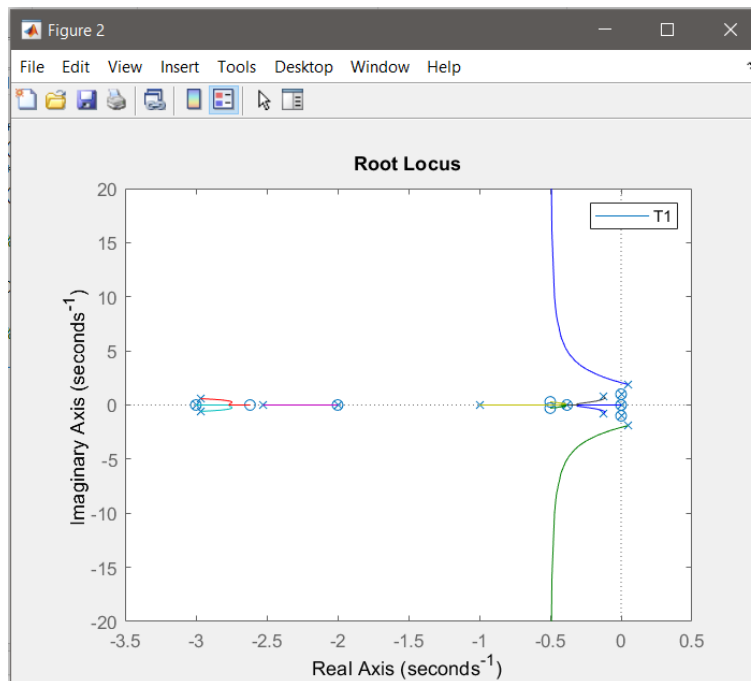 Figure 2
File Edit View Insert Tools Desktop Window Help
Root Locus
T1
20
15
10
5
0
-5
-10
-15
-20
Imaginary Axis (seconds⁻¹)
-3.5 -3 -2.5 -2 -1.5 -1 -0.5 0 0.5
Real Axis (seconds⁻¹)